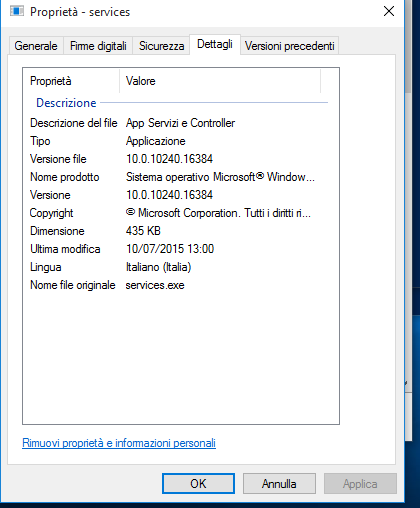 Proprietà - services
Generale Firme digitali Sicurezza Dettagli Versioni precedenti
Proprietà Valore
Descrizione
Descrizione del file App Servizi e Controller
Tipo Applicazione
Versione file 10.0.10240.16384
Nome prodotto Sistema operativo Microsoft® Window...
Versione 10.0.10240.16384
Copyright © Microsoft Corporation. Tutti i diritti ri...
Dimensione 435 KB
Ultima modifica 10/07/2015 13:00
Lingua Italiano (Italia)
Nome file originale services.exe
Rimuovi proprietà e informazioni personali
OK Annulla Applica